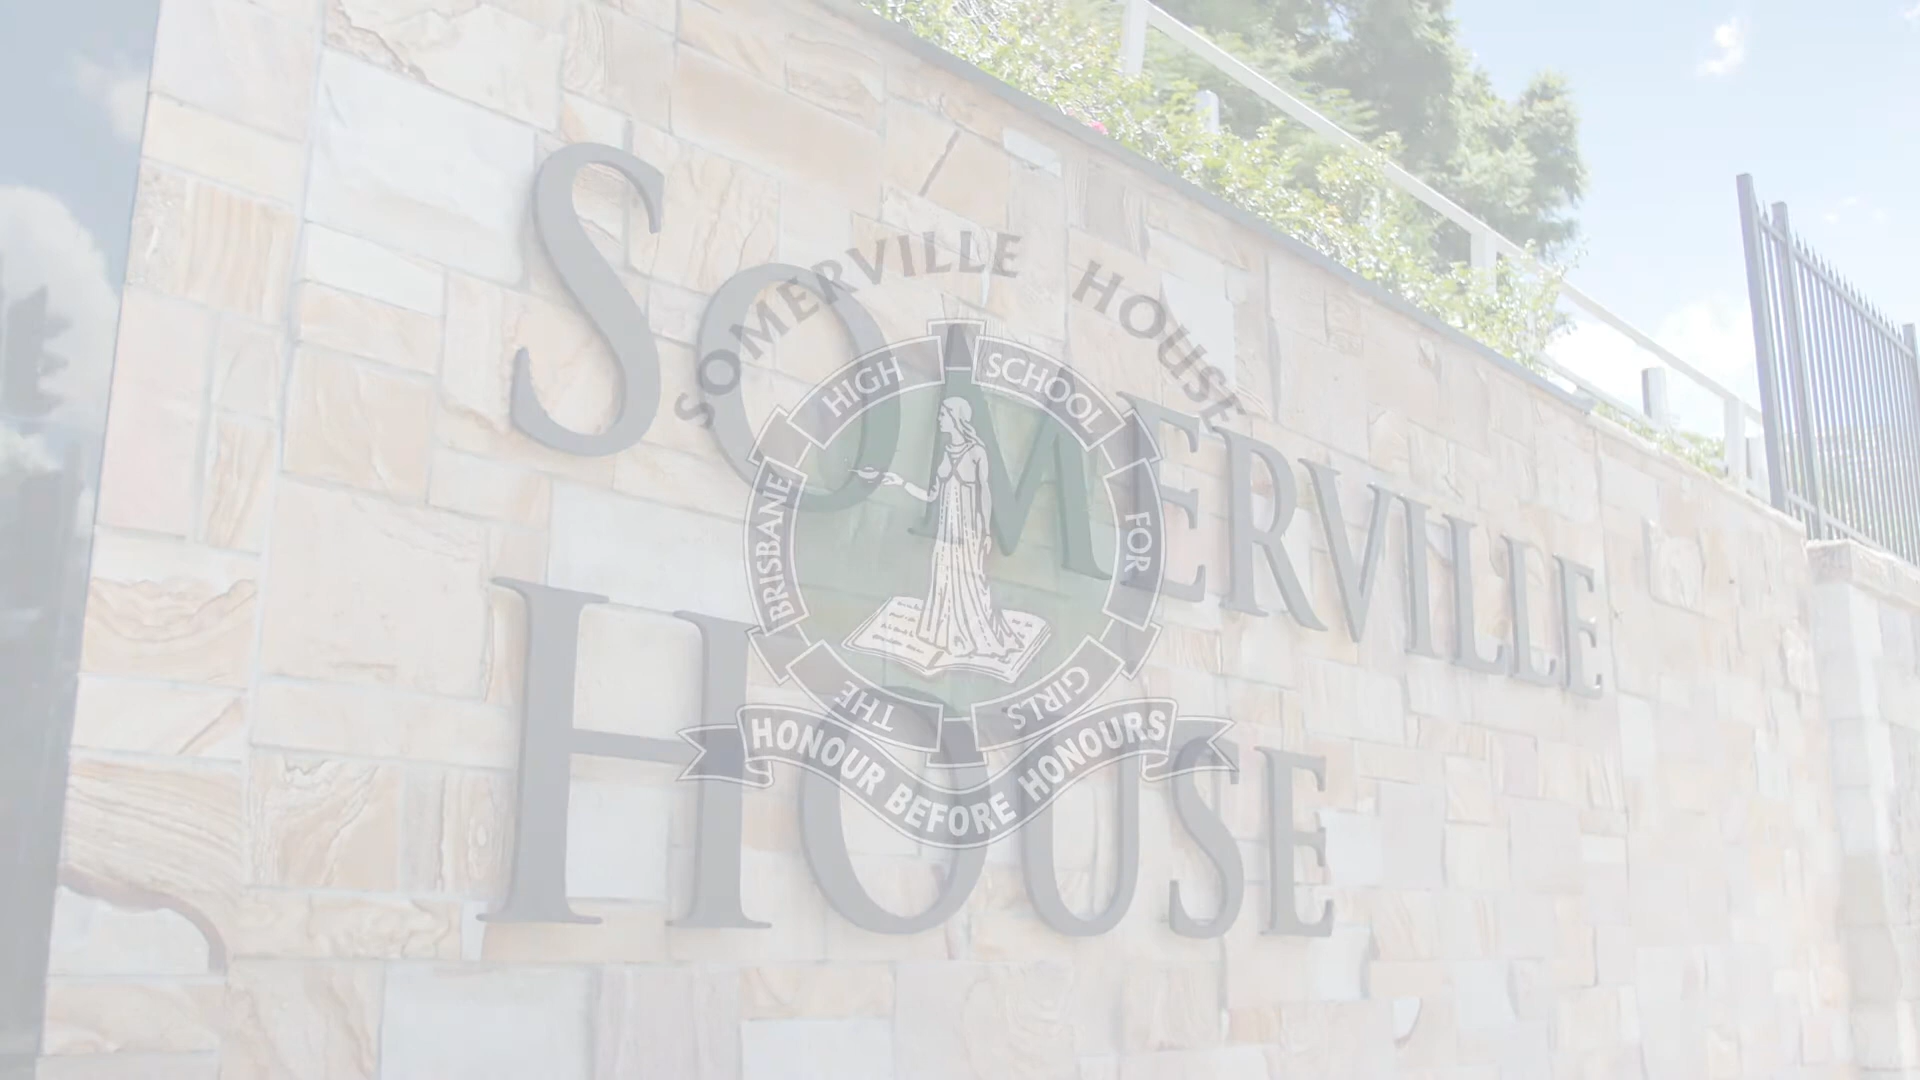 SOMERVILLE
HOUSE
SOMERVILLE HOUSE
THE BRISBANE HIGH SCHOOL FOR GIRLS
HONOUR BEFORE HONOURS